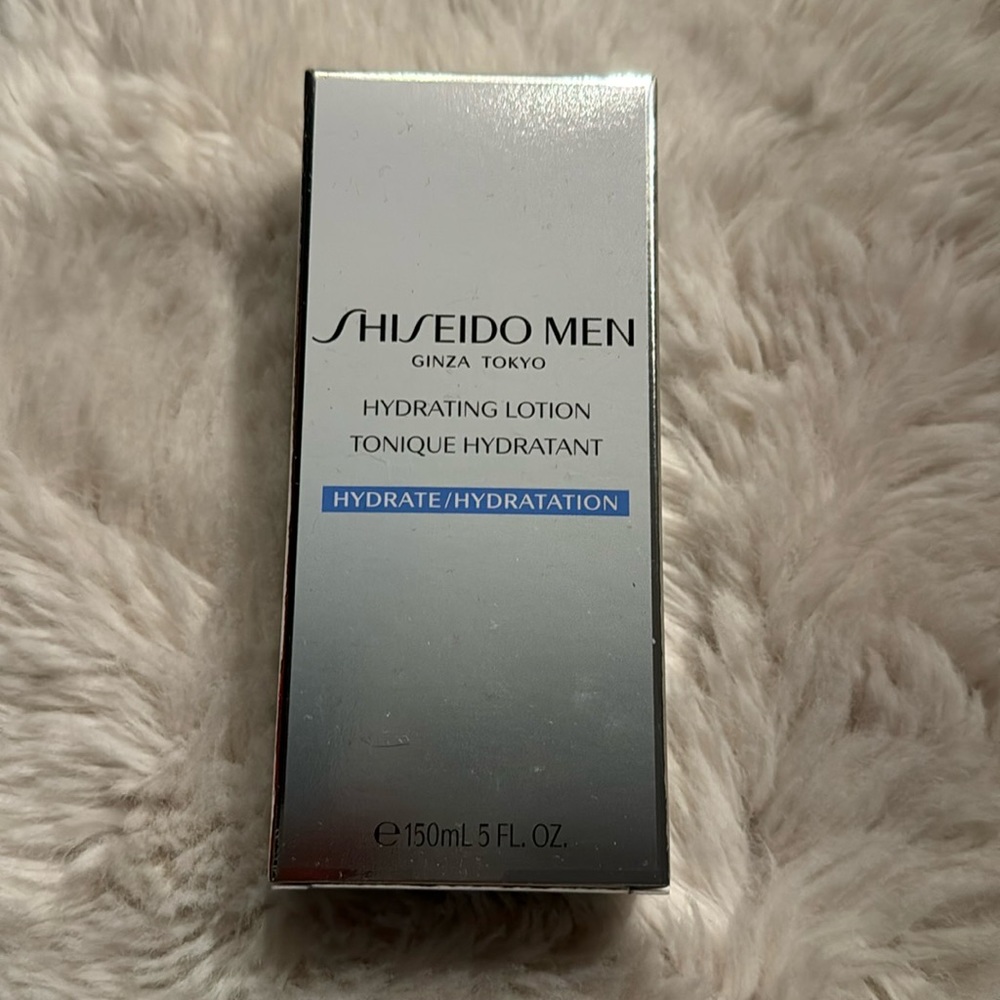 SHISEIDO MEN
GINZA TOKYO
HYDRATING LOTION
TONIQUE HYDRATANT
HYDRATE/HYDRATATION
℮150mL 5 FL. OZ.